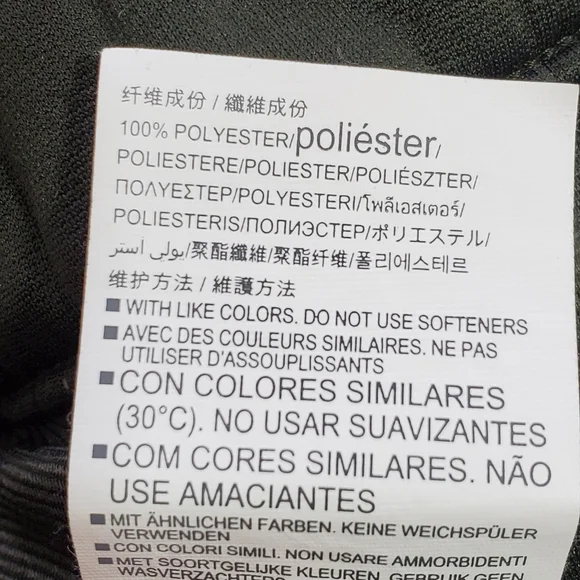 纤维成份 / 纖維成份
100% POLYESTER/poliéster/
POLIESTERE/POLIESTER/POLIÉSZTER/
ΠΟΛΥΕΣΤΕΡ/POLYESTERI/โพลีเอสเตอร์/
POLIESTERIS/ПОЛИЭСТЕР/ポリエステル/
پولی استر/聚酯纖維/聚酯纤维/폴리에스테르
维护方法 / 維護方法
■ WITH LIKE COLORS. DO NOT USE SOFTENERS
■ AVEC DES COULEURS SIMILAIRES. NE PAS
UTILISER D'ASSOUPLISSANTS
■ CON COLORES SIMILARES
(30°C). NO USAR SUAVIZANTES
■ COM CORES SIMILARES. NÃO
USE AMACIANTES
■ MIT ÄHNLICHEN FARBEN. KEINE WEICHSPÜLER
VERWENDEN
■ CON COLORI SIMILI. NON USARE AMMORBIDENTI
■ MET SOORTGELIJKE KLEUREN. GEBRUIK GEEN
WASVERZACHTERS